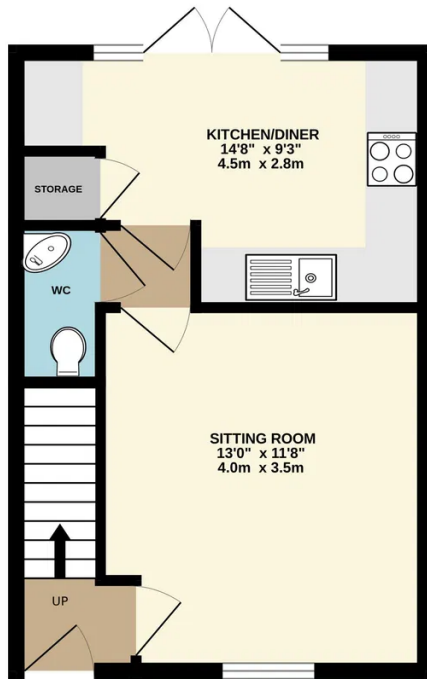 KITCHEN/DINER
14'8" x 9'3"
4.5m x 2.8m
STORAGE
WC
SITTING ROOM
13'0" x 11'8"
4.0m x 3.5m
UP